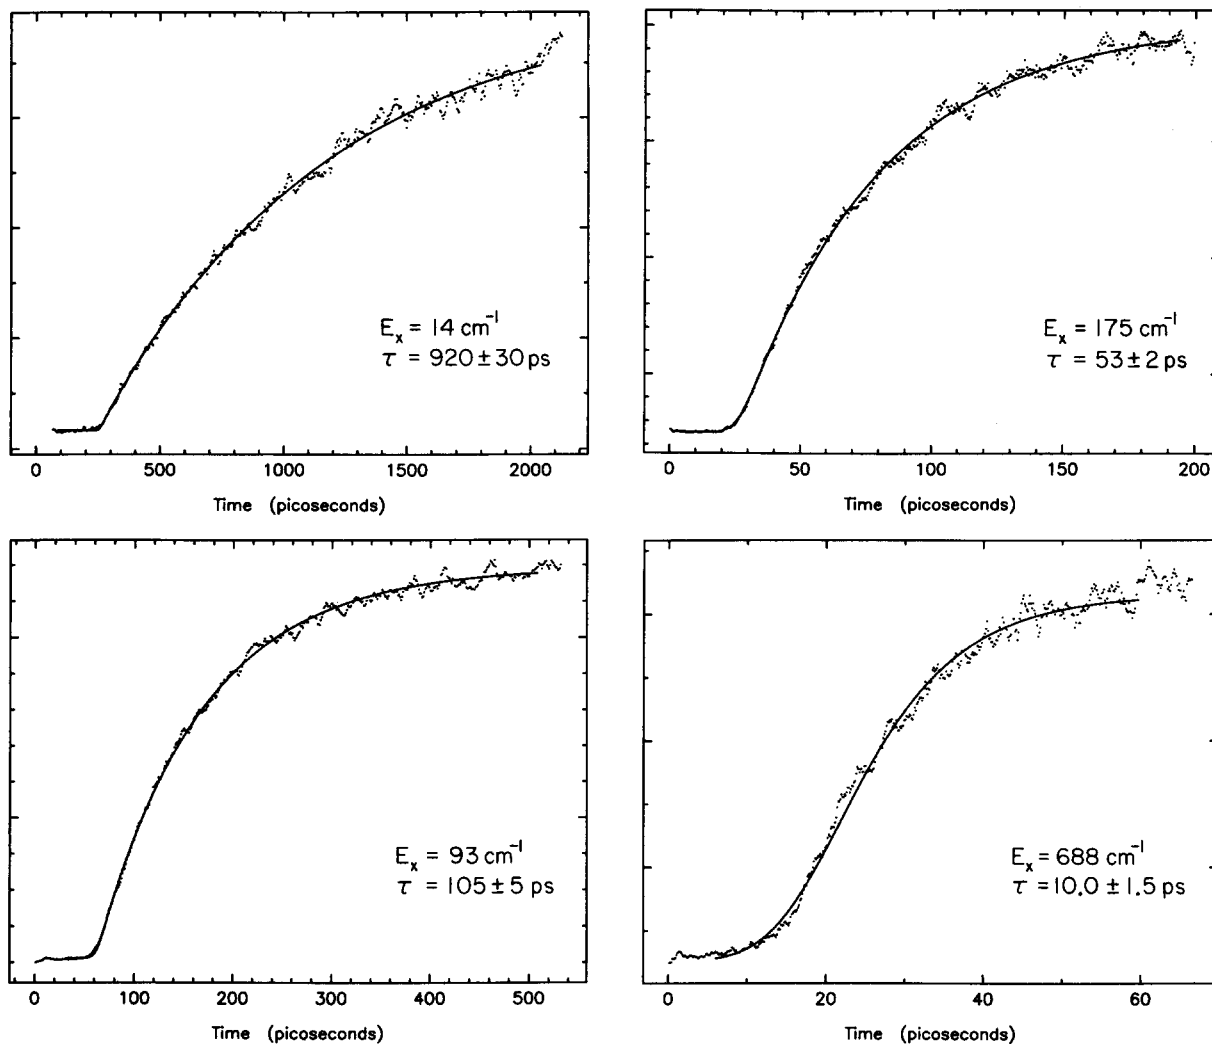 E_x = 14 cm⁻¹
τ = 920 ± 30 ps
0 500 1000 1500 2000
Time (picoseconds)
E_x = 175 cm⁻¹
τ = 53 ± 2 ps
0 50 100 150 200
Time (picoseconds)
E_x = 93 cm⁻¹
τ = 105 ± 5 ps
0 100 200 300 400 500
Time (picoseconds)
E_x = 688 cm⁻¹
τ = 10.0 ± 1.5 ps
0 20 40 60
Time (picoseconds)